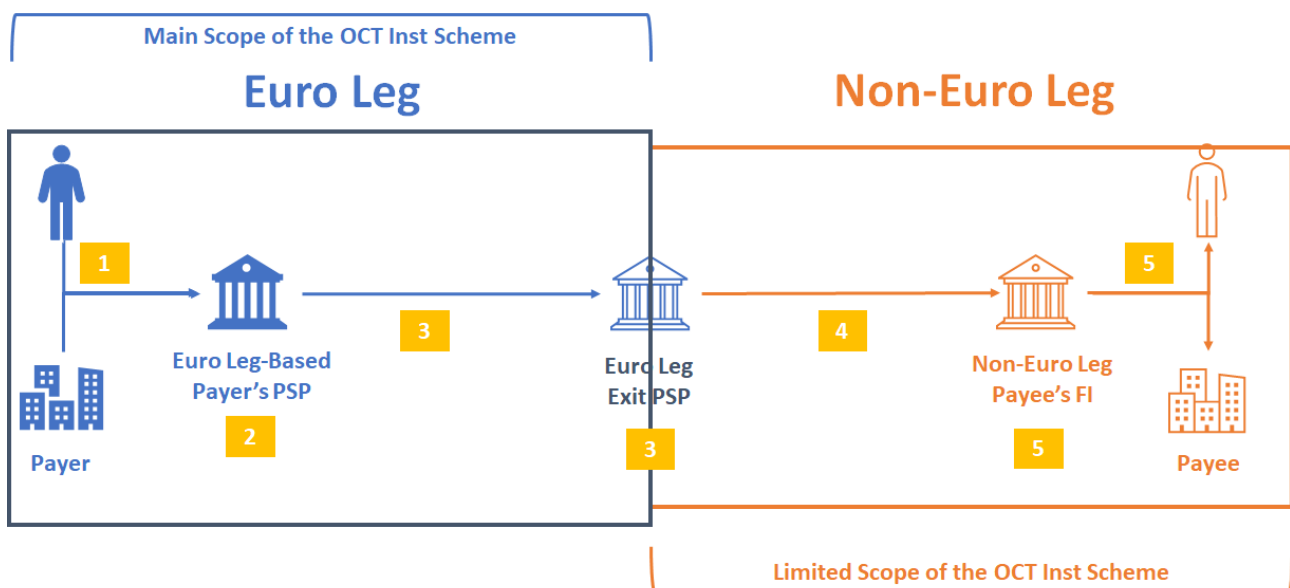 Main Scope of the OCT Inst Scheme
Euro Leg
Non-Euro Leg
1
5
3
4
Euro Leg-Based
Payer's PSP
Euro Leg
Exit PSP
Non-Euro Leg
Payee's FI
2
3
5
Payer
Payee
Limited Scope of the OCT Inst Scheme